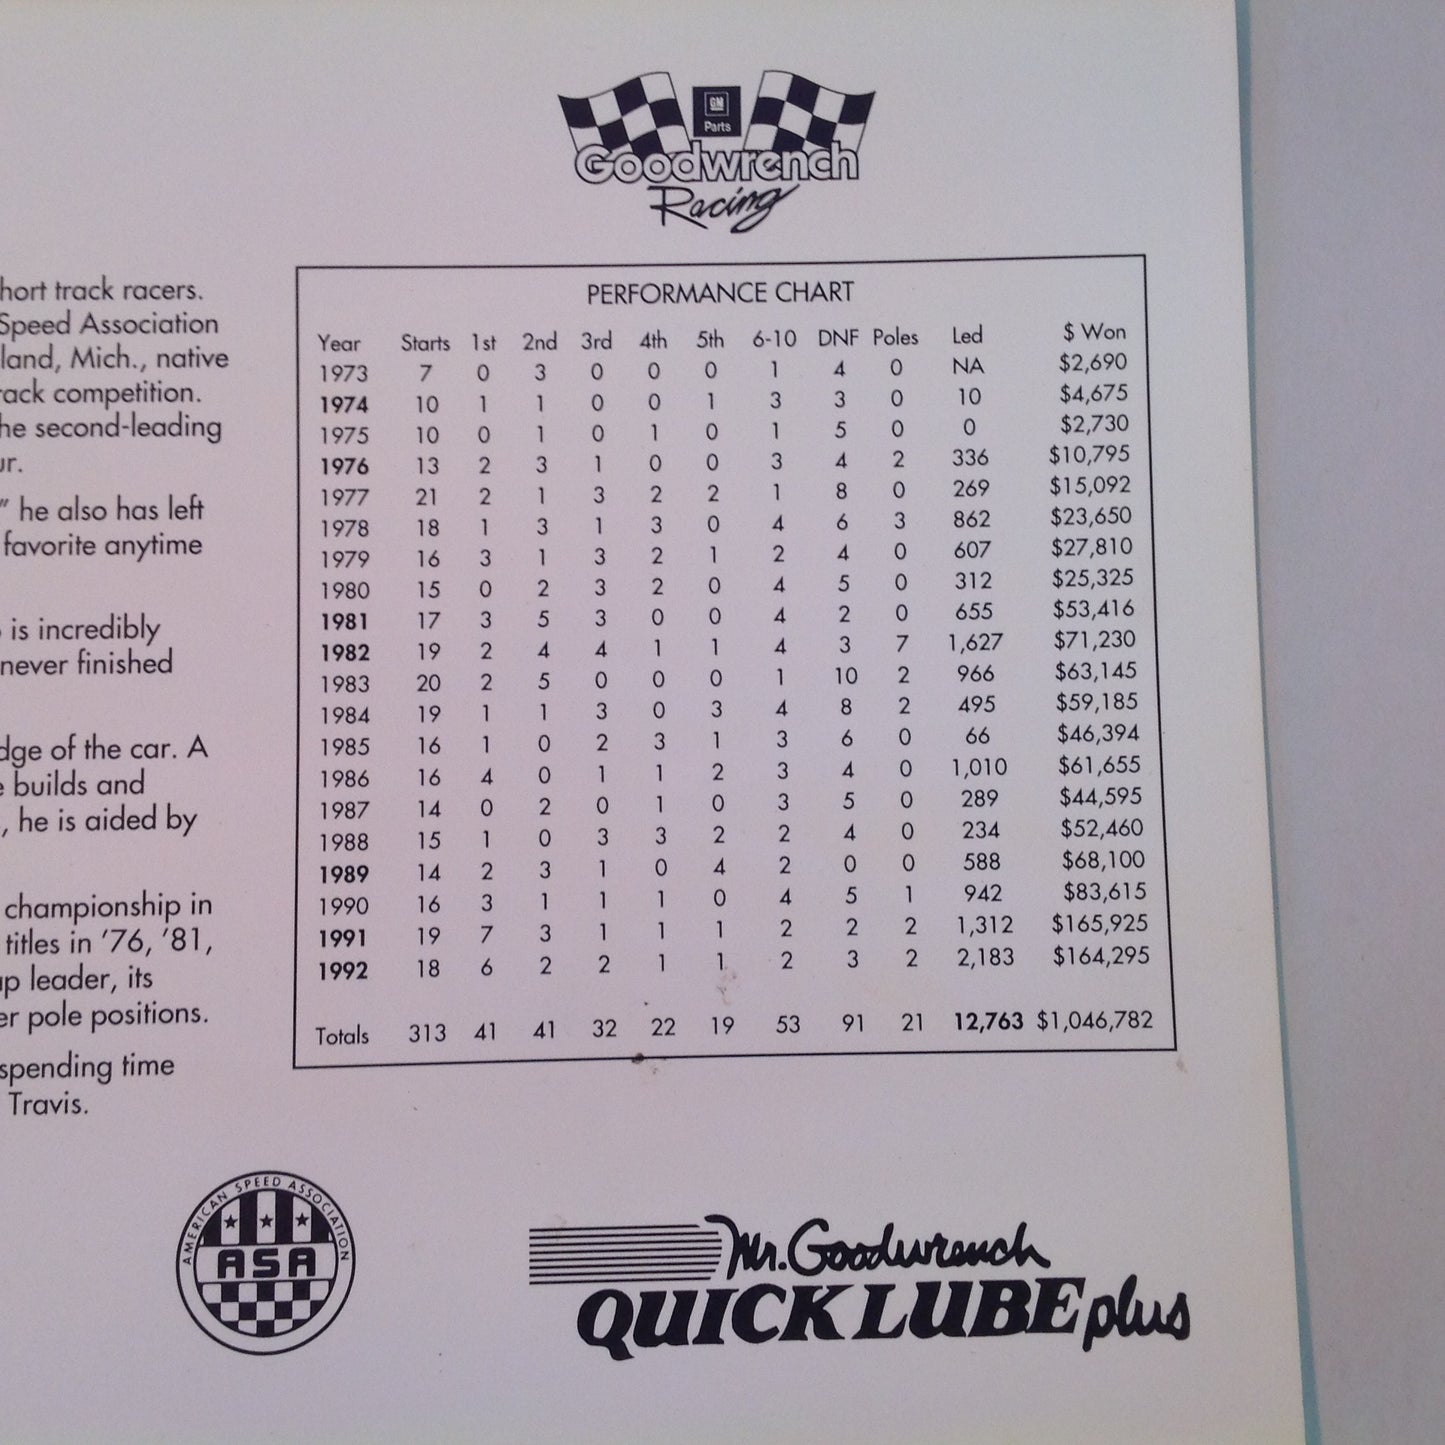 GM
Parts
Goodwrench
Racing
hort track racers.
Speed Association
land, Mich., native
rack competition.
he second-leading
ur.
" he also has left
favorite anytime
is incredibly
never finished
dge of the car. A
e builds and
, he is aided by
championship in
titles in '76, '81,
up leader, its
er pole positions.
spending time
Travis.
PERFORMANCE CHART
Year Starts 1st 2nd 3rd 4th 5th 6-10 DNF Poles Led $ Won
1973 7 0 3 0 0 0 1 4 0 NA $2,690
1974 10 1 1 0 0 1 3 3 0 10 $4,675
1975 10 0 1 0 1 0 1 5 0 0 $2,730
1976 13 2 3 1 0 0 3 4 2 336 $10,795
1977 21 2 1 3 2 2 1 8 0 269 $15,092
1978 18 1 3 1 3 0 4 6 3 862 $23,650
1979 16 3 1 3 2 1 2 4 0 607 $27,810
1980 15 0 2 3 2 0 4 5 0 312 $25,325
1981 17 3 5 3 0 0 4 2 0 655 $53,416
1982 19 2 4 4 1 1 4 3 7 1,627 $71,230
1983 20 2 5 0 0 0 1 10 2 966 $63,145
1984 19 1 1 3 0 3 4 8 2 495 $59,185
1985 16 1 0 2 3 1 3 6 0 66 $46,394
1986 16 4 0 1 1 2 3 4 0 1,010 $61,655
1987 14 0 2 0 1 0 3 5 0 289 $44,595
1988 15 1 0 3 3 2 2 4 0 234 $52,460
1989 14 2 3 1 0 4 2 0 0 588 $68,100
1990 16 3 1 1 1 0 4 5 1 942 $83,615
1991 19 7 3 1 1 1 2 2 2 1,312 $165,925
1992 18 6 2 2 1 1 2 3 2 2,183 $164,295
Totals 313 41 41 32 22 19 53 91 21 12,763 $1,046,782
AMERICAN SPEED ASSOCIATION
ASA
Mr. Goodwrench
QUICK LUBE plus